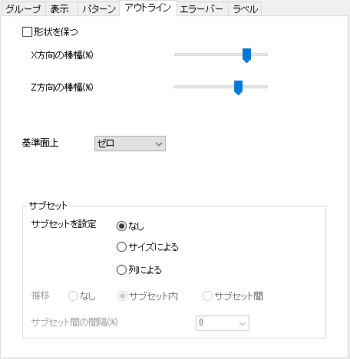 グループ 表示 パターン アウトライン エラーバー ラベル
形状を保つ
X方向の棒幅(%)
Z方向の棒幅(%)
基準面上 ゼロ
サブセット
サブセットを設定 なし
サイズによる
列による
推移 なし サブセット内 サブセット間
サブセット間の間隔(%) 0